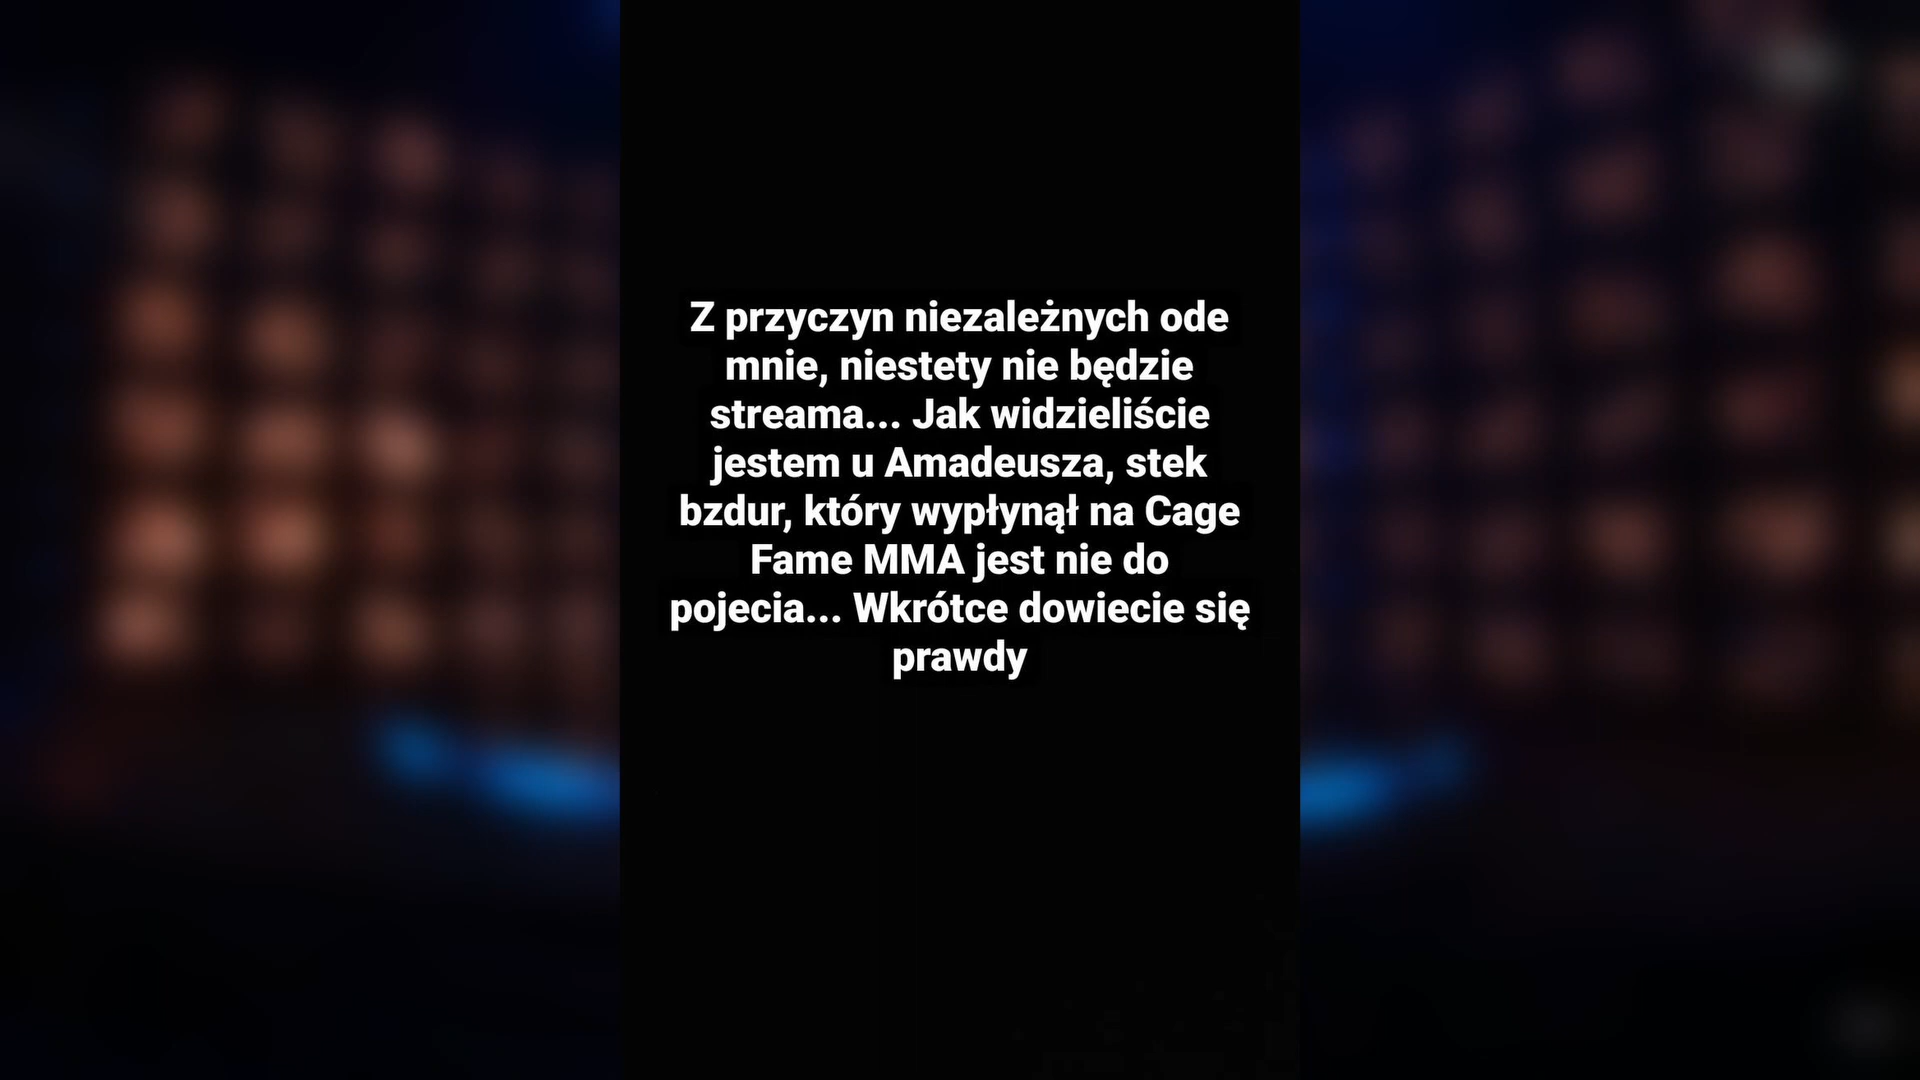 Z przyczyn niezależnych ode
mnie, niestety nie będzie
streama... Jak widzieliście
jestem u Amadeusza, stek
bzdur, który wypłynął na Cage
Fame MMA jest nie do
pojecia... Wkrótce dowiecie się
prawdy